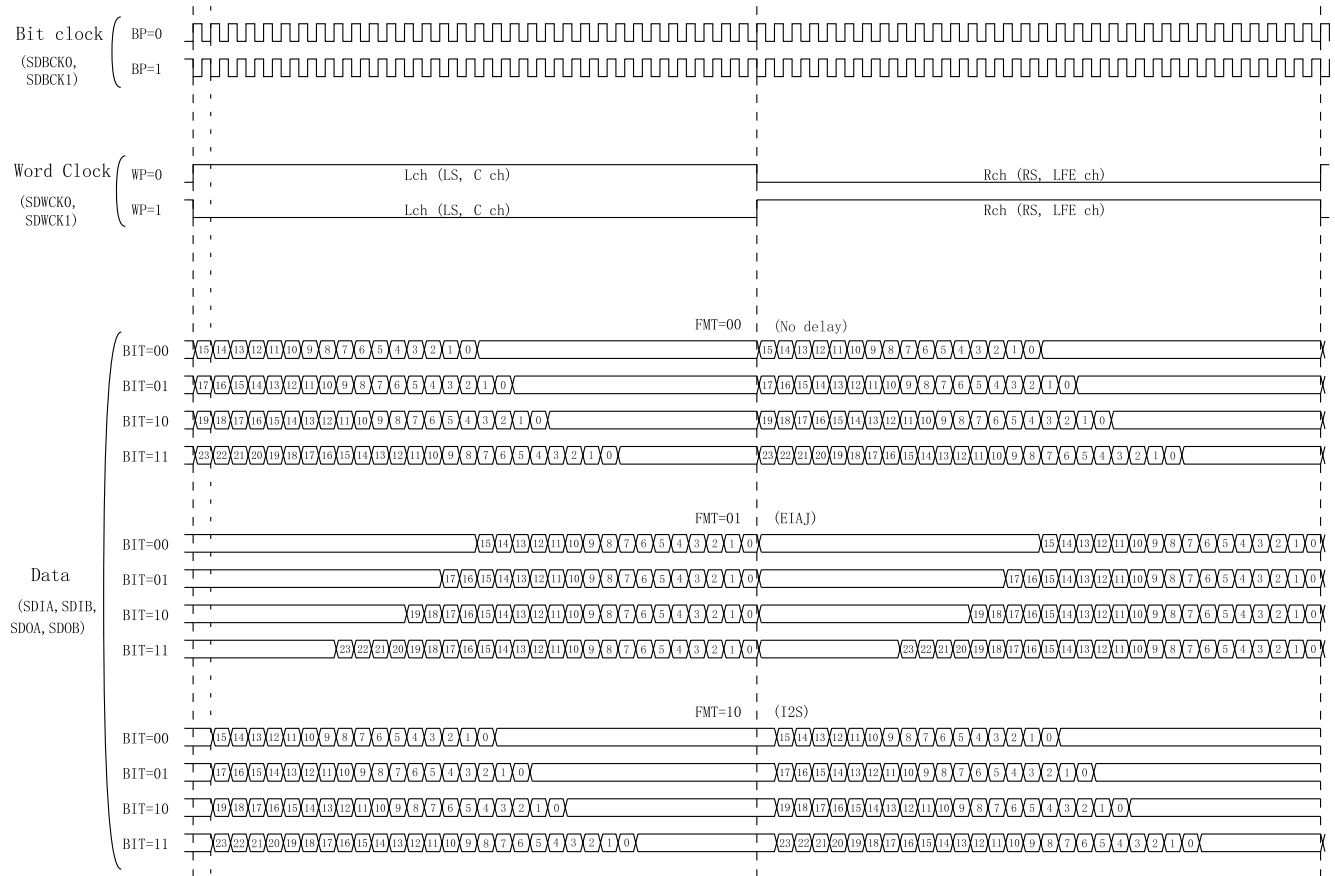 Bit clock
(SDBCK0,
SDBCK1)
BP=0
BP=1
Word Clock
(SDWCK0,
SDWCK1)
WP=0 Lch (LS, C ch) Rch (RS, LFE ch)
WP=1 Lch (LS, C ch) Rch (RS, LFE ch)
FMT=00 (No delay)
BIT=00 15 14 13 12 11 10 9 8 7 6 5 4 3 2 1 0 15 14 13 12 11 10 9 8 7 6 5 4 3 2 1 0
BIT=01 17 16 15 14 13 12 11 10 9 8 7 6 5 4 3 2 1 0 17 16 15 14 13 12 11 10 9 8 7 6 5 4 3 2 1 0
BIT=10 19 18 17 16 15 14 13 12 11 10 9 8 7 6 5 4 3 2 1 0 19 18 17 16 15 14 13 12 11 10 9 8 7 6 5 4 3 2 1 0
BIT=11 23 22 21 20 19 18 17 16 15 14 13 12 11 10 9 8 7 6 5 4 3 2 1 0 23 22 21 20 19 18 17 16 15 14 13 12 11 10 9 8 7 6 5 4 3 2 1 0
FMT=01 (EIAJ)
BIT=00 15 14 13 12 11 10 9 8 7 6 5 4 3 2 1 0 15 14 13 12 11 10 9 8 7 6 5 4 3 2 1 0
BIT=01 17 16 15 14 13 12 11 10 9 8 7 6 5 4 3 2 1 0 17 16 15 14 13 12 11 10 9 8 7 6 5 4 3 2 1 0
Data
(SDIA,SDIB,
SDOA,SDOB)
BIT=10 19 18 17 16 15 14 13 12 11 10 9 8 7 6 5 4 3 2 1 0 19 18 17 16 15 14 13 12 11 10 9 8 7 6 5 4 3 2 1 0
BIT=11 23 22 21 20 19 18 17 16 15 14 13 12 11 10 9 8 7 6 5 4 3 2 1 0 23 22 21 20 19 18 17 16 15 14 13 12 11 10 9 8 7 6 5 4 3 2 1 0
FMT=10 (I2S)
BIT=00 15 14 13 12 11 10 9 8 7 6 5 4 3 2 1 0 15 14 13 12 11 10 9 8 7 6 5 4 3 2 1 0
BIT=01 17 16 15 14 13 12 11 10 9 8 7 6 5 4 3 2 1 0 17 16 15 14 13 12 11 10 9 8 7 6 5 4 3 2 1 0
BIT=10 19 18 17 16 15 14 13 12 11 10 9 8 7 6 5 4 3 2 1 0 19 18 17 16 15 14 13 12 11 10 9 8 7 6 5 4 3 2 1 0
BIT=11 23 22 21 20 19 18 17 16 15 14 13 12 11 10 9 8 7 6 5 4 3 2 1 0 23 22 21 20 19 18 17 16 15 14 13 12 11 10 9 8 7 6 5 4 3 2 1 0